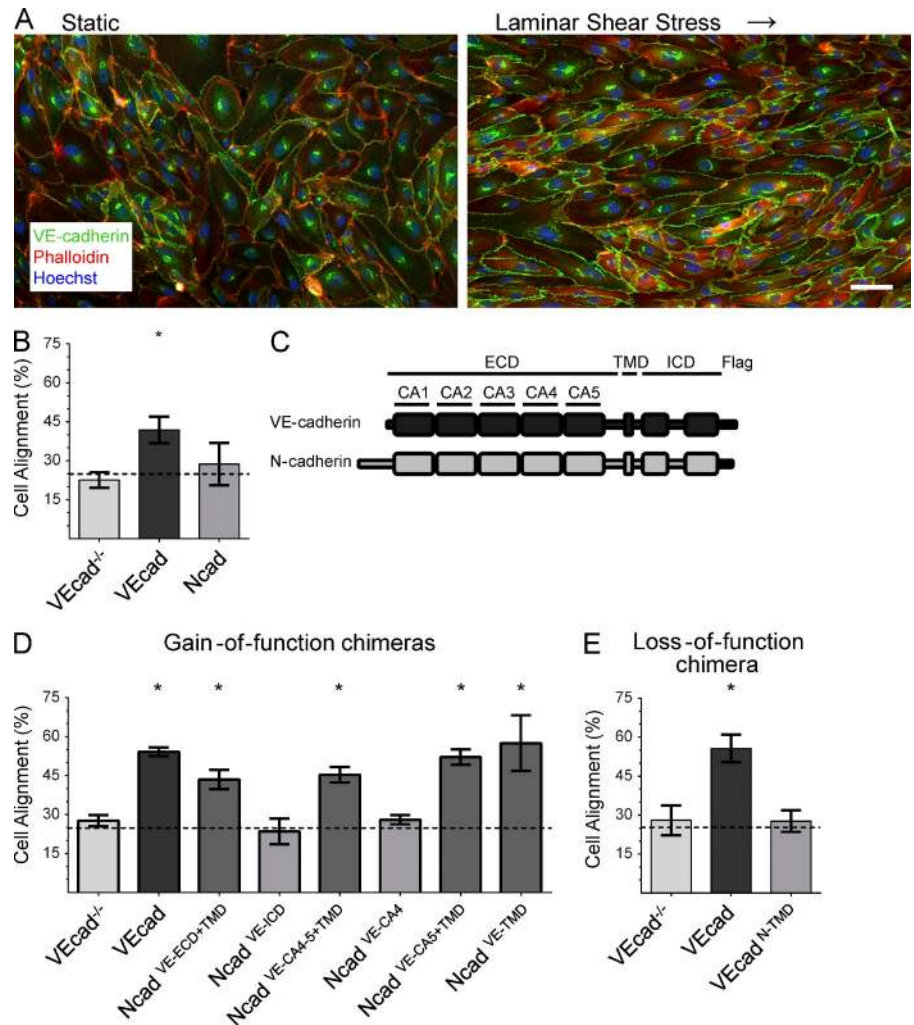 A Static
Laminar Shear Stress →
VE-cadherin
Phalloidin
Hoechst
B
Cell Alignment (%)
75
60
45
30
15
*
VEcad-/-
VEcad
Ncad
C
ECD TMD ICD Flag
CA1 CA2 CA3 CA4 CA5
VE-cadherin
N-cadherin
D Gain-of-function chimeras
Cell Alignment (%)
75
60
45
30
15
* * * * *
VEcad-/-
VEcad
Ncad VE-ECD+TMD
Ncad VE-ICD
Ncad VE-CA4-5+TMD
Ncad VE-CA4
Ncad VE-CA5+TMD
Ncad VE-TMD
E Loss-of-function
chimera
Cell Alignment (%)
75
60
45
30
15
*
VEcad-/-
VEcad
VEcad N-TMD